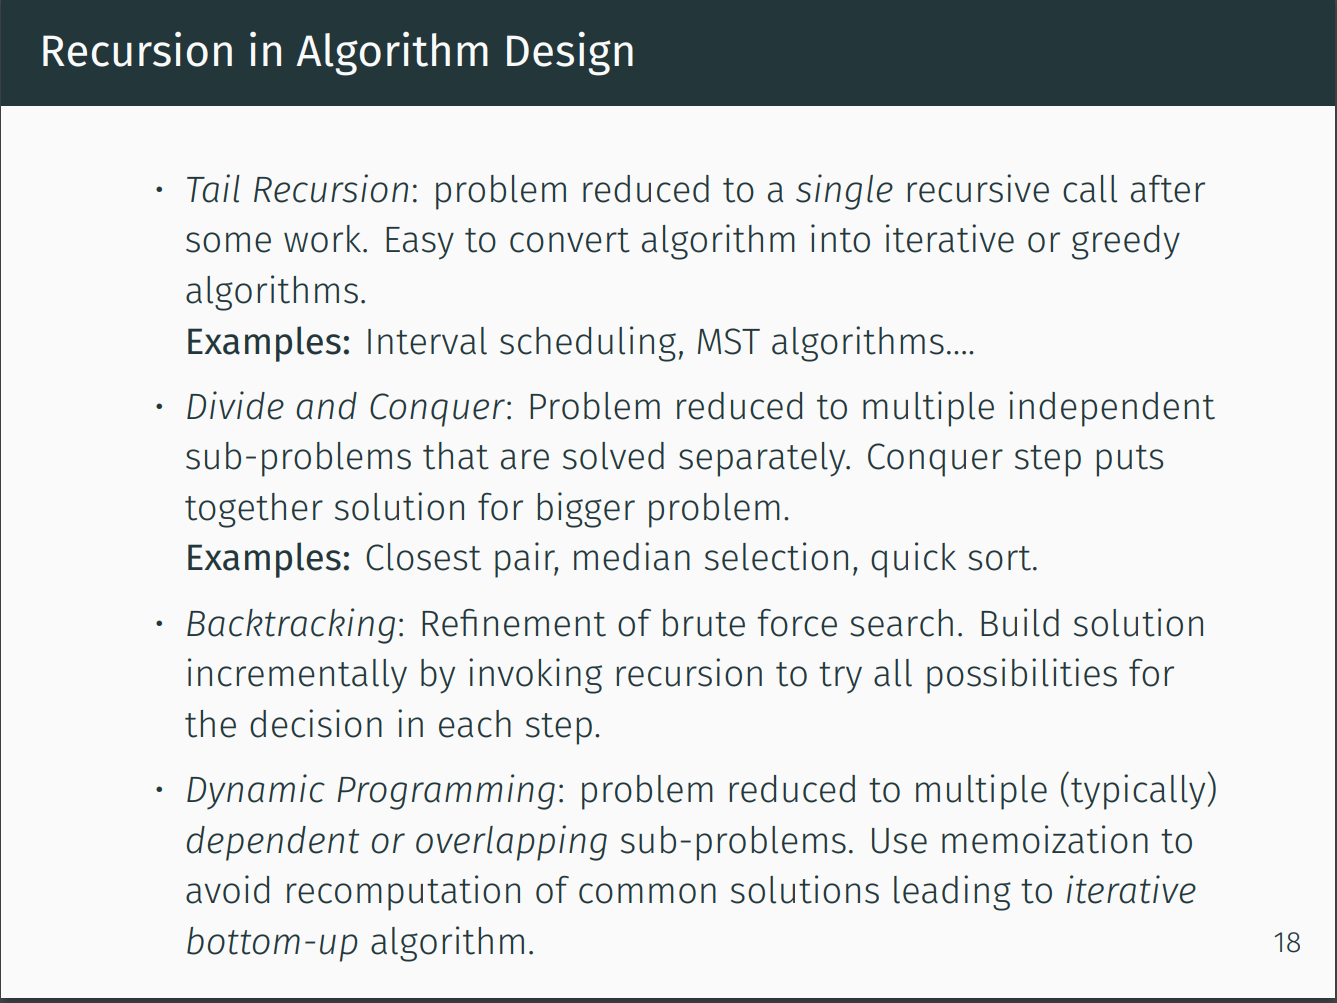 Recursion in Algorithm Design
• Tail Recursion: problem reduced to a single recursive call after
some work. Easy to convert algorithm into iterative or greedy
algorithms.
Examples: Interval scheduling, MST algorithms....
• Divide and Conquer: Problem reduced to multiple independent
sub-problems that are solved separately. Conquer step puts
together solution for bigger problem.
Examples: Closest pair, median selection, quick sort.
• Backtracking: Refinement of brute force search. Build solution
incrementally by invoking recursion to try all possibilities for
the decision in each step.
• Dynamic Programming: problem reduced to multiple (typically)
dependent or overlapping sub-problems. Use memoization to
avoid recomputation of common solutions leading to iterative
bottom-up algorithm.
18